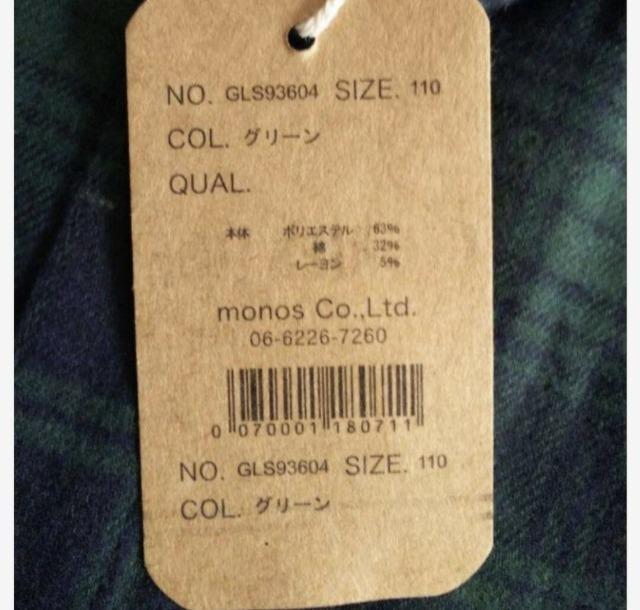 NO. GLS93604 SIZE. 110
COL. グリーン
QUAL.
本体 ポリエステル 63%
綿 32%
レーヨン 5%
monos Co.,Ltd.
06-6226-7260
0 070001 180711
NO. GLS93604 SIZE. 110
COL. グリーン